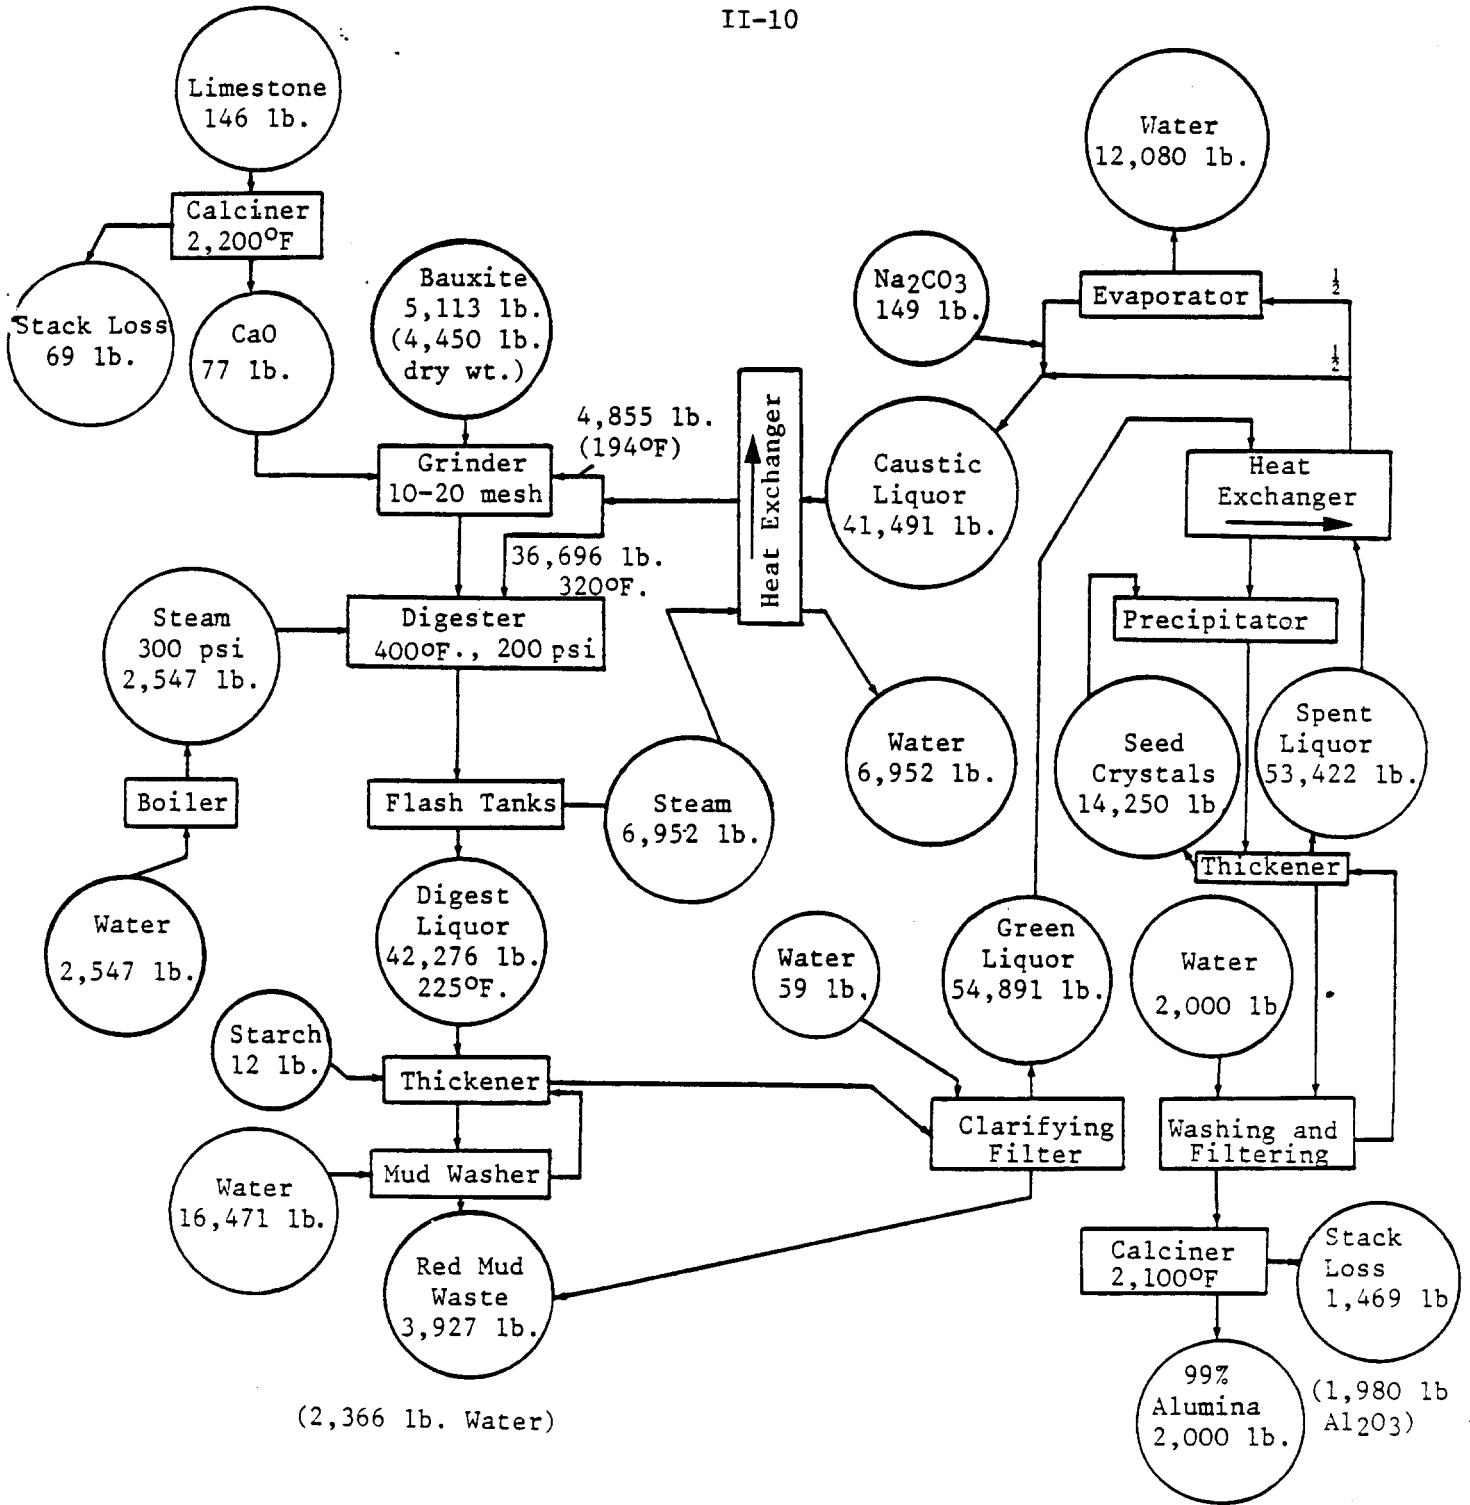 II-10
Limestone
146 lb.
Calciner
2,200ºF
Stack Loss
69 lb.
CaO
77 lb.
Bauxite
5,113 lb.
(4,450 lb.
dry wt.)
4,855 lb.
(194ºF)
Grinder
10-20 mesh
36,696 lb.
320ºF.
Heat Exchanger
Caustic
Liquor
41,491 lb.
Na2CO3
149 lb.
Water
12,080 lb.
Evaporator
½
½
Heat
Exchanger
Precipitator
Steam
300 psi
2,547 lb.
Digester
400ºF., 200 psi
Boiler
Water
2,547 lb.
Flash Tanks
Steam
6,952 lb.
Water
6,952 lb.
Seed
Crystals
14,250 lb
Spent
Liquor
53,422 lb.
Thickener
Digest
Liquor
42,276 lb.
225ºF.
Water
59 lb.
Green
Liquor
54,891 lb.
Water
2,000 lb
Starch
12 lb.
Thickener
Clarifying
Filter
Washing and
Filtering
Mud Washer
Water
16,471 lb.
Red Mud
Waste
3,927 lb.
(2,366 lb. Water)
Calciner
2,100ºF
Stack
Loss
1,469 lb
99%
Alumina
2,000 lb.
(1,980 lb
Al2O3)